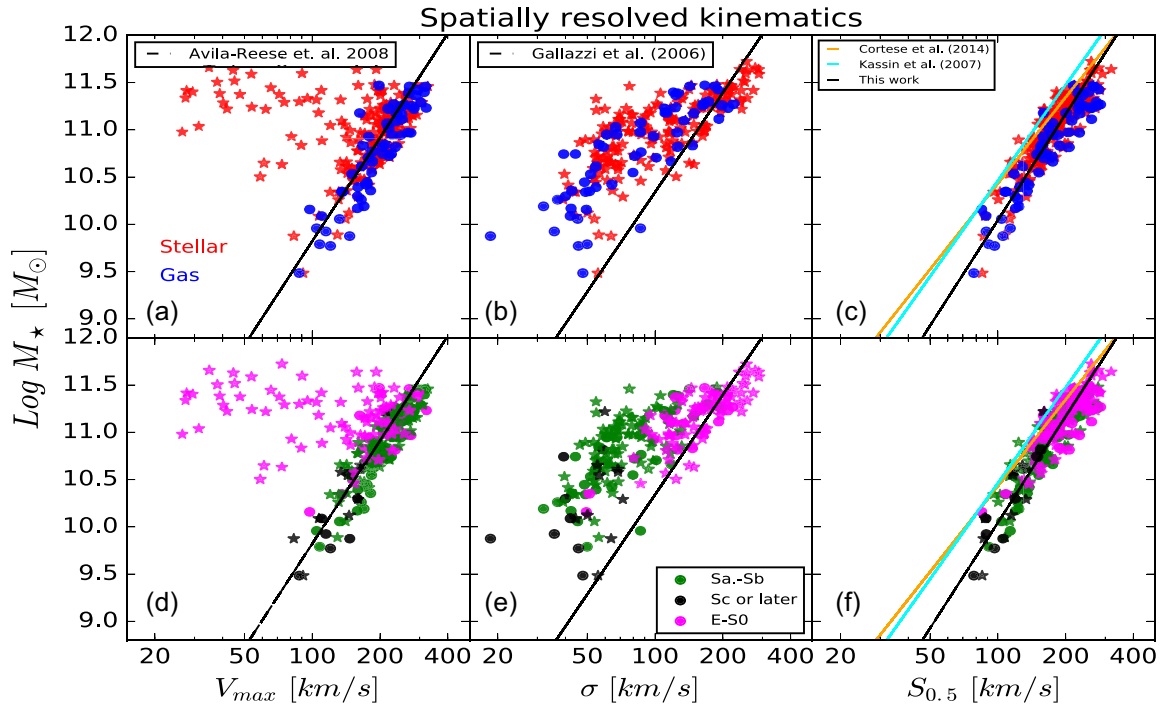 Spatially resolved kinematics
12.0
11.5
11.0
10.5
10.0
9.5
9.0
Avila-Reese et. al. 2008
Stellar
Gas
(a)
Gallazzi et al. (2006)
(b)
Cortese et al. (2014)
Kassin et al. (2007)
This work
(c)
Log M⋆ [M⊙]
12.0
11.5
11.0
10.5
10.0
9.5
9.0
(d)
(e)
Sa.-Sb
Sc or later
E-S0
(f)
20 50 100 200 400
20 50 100 200 400
20 50 100 200 400
Vmax [km/s]
σ [km/s]
S0.5 [km/s]